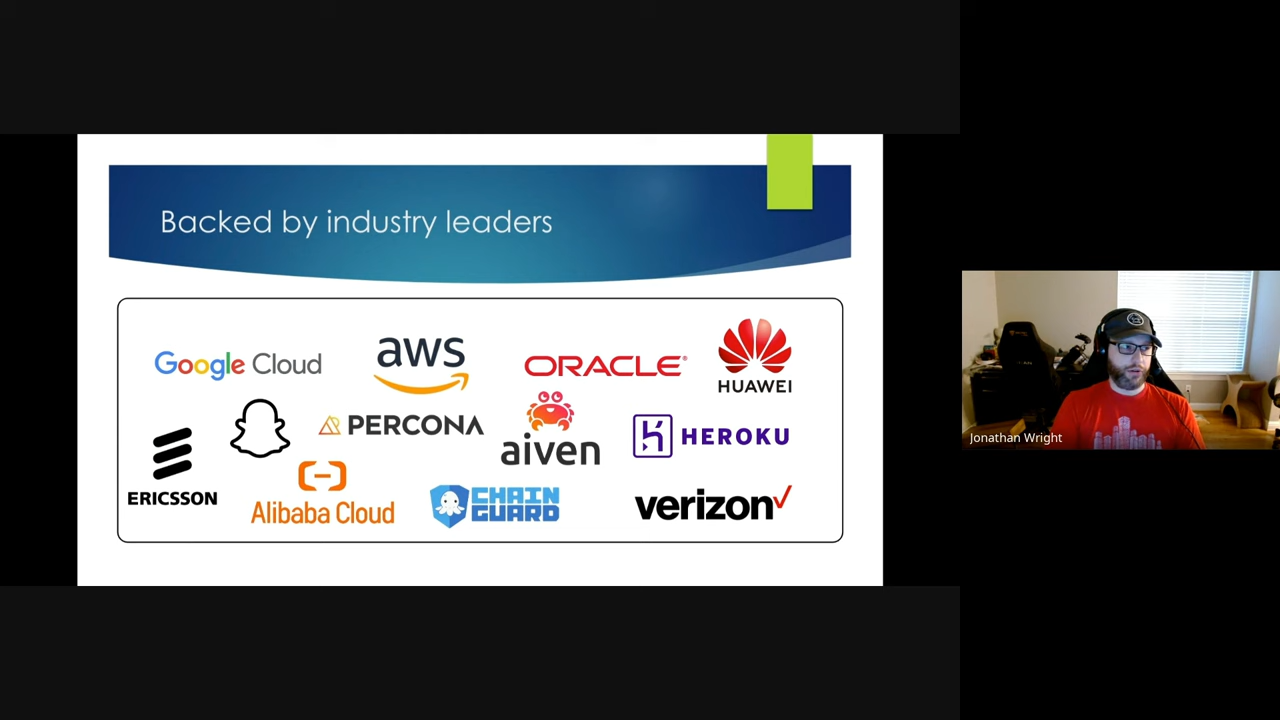 Backed by industry leaders
Google Cloud
aws
ORACLE®
HUAWEI
PERCONA
aiven
HEROKU
ERICSSON
Alibaba Cloud
CHAIN
GUARD
verizon
Jonathan Wright